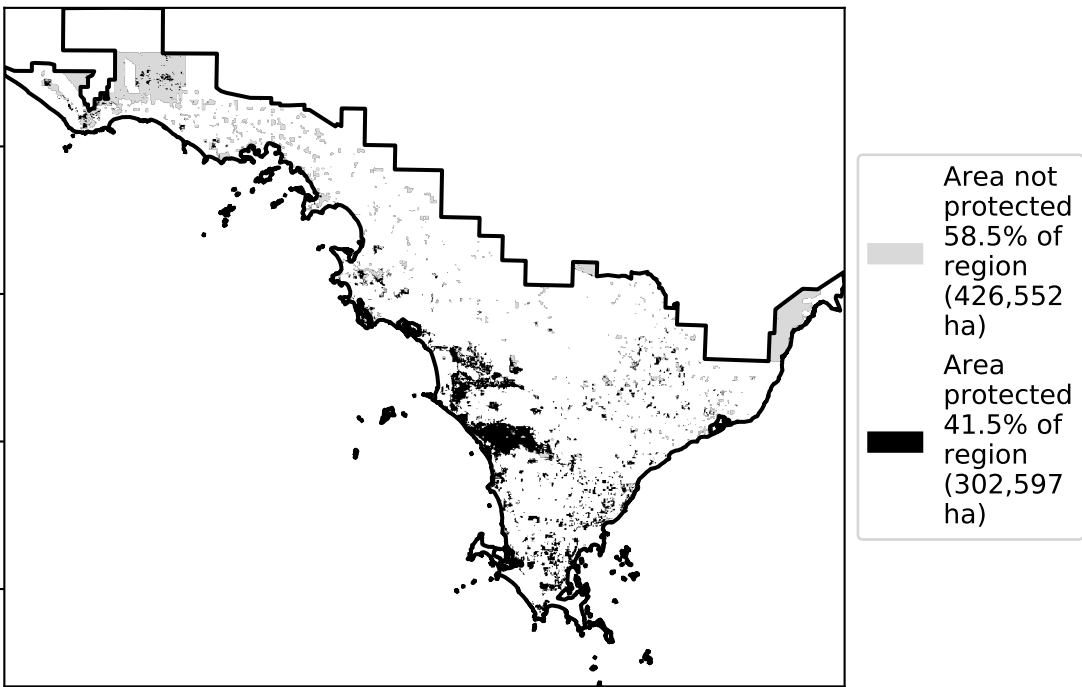 Area not
protected
58.5% of
region
(426,552
ha)
Area
protected
41.5% of
region
(302,597
ha)